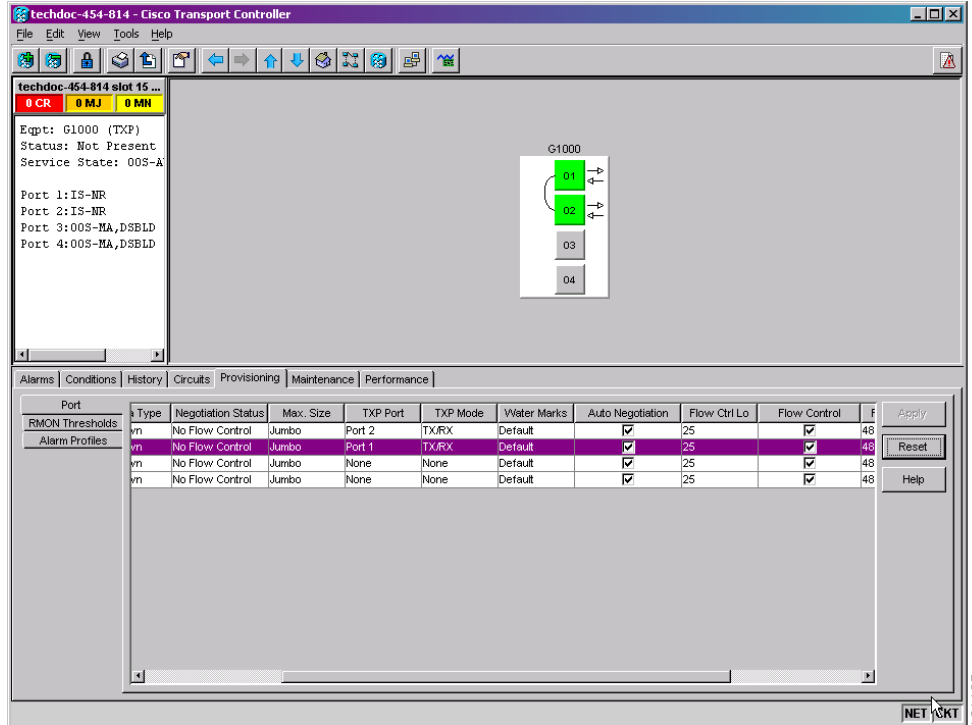 techdoc-454-814 - Cisco Transport Controller
File Edit View Tools Help
techdoc-454-814 slot 15 ...
0 CR 0 MJ 0 MN
Eqpt: G1000 (TXP)
Status: Not Present
Service State: OOS-A
Port 1:IS-NR
Port 2:IS-NR
Port 3:OOS-MA,DSBLD
Port 4:OOS-MA,DSBLD
G1000
01
02
03
04
Alarms Conditions History Circuits Provisioning Maintenance Performance
Port
RMON Thresholds
Alarm Profiles
a Type Negotiation Status Max. Size TXP Port TXP Mode Water Marks Auto Negotiation Flow Ctrl Lo Flow Control F
wn No Flow Control Jumbo Port 2 TX/RX Default 25 48
wn No Flow Control Jumbo Port 1 TX/RX Default 25 48
wn No Flow Control Jumbo None None Default 25 48
wn No Flow Control Jumbo None None Default 25 48
Apply
Reset
Help
NET CKT